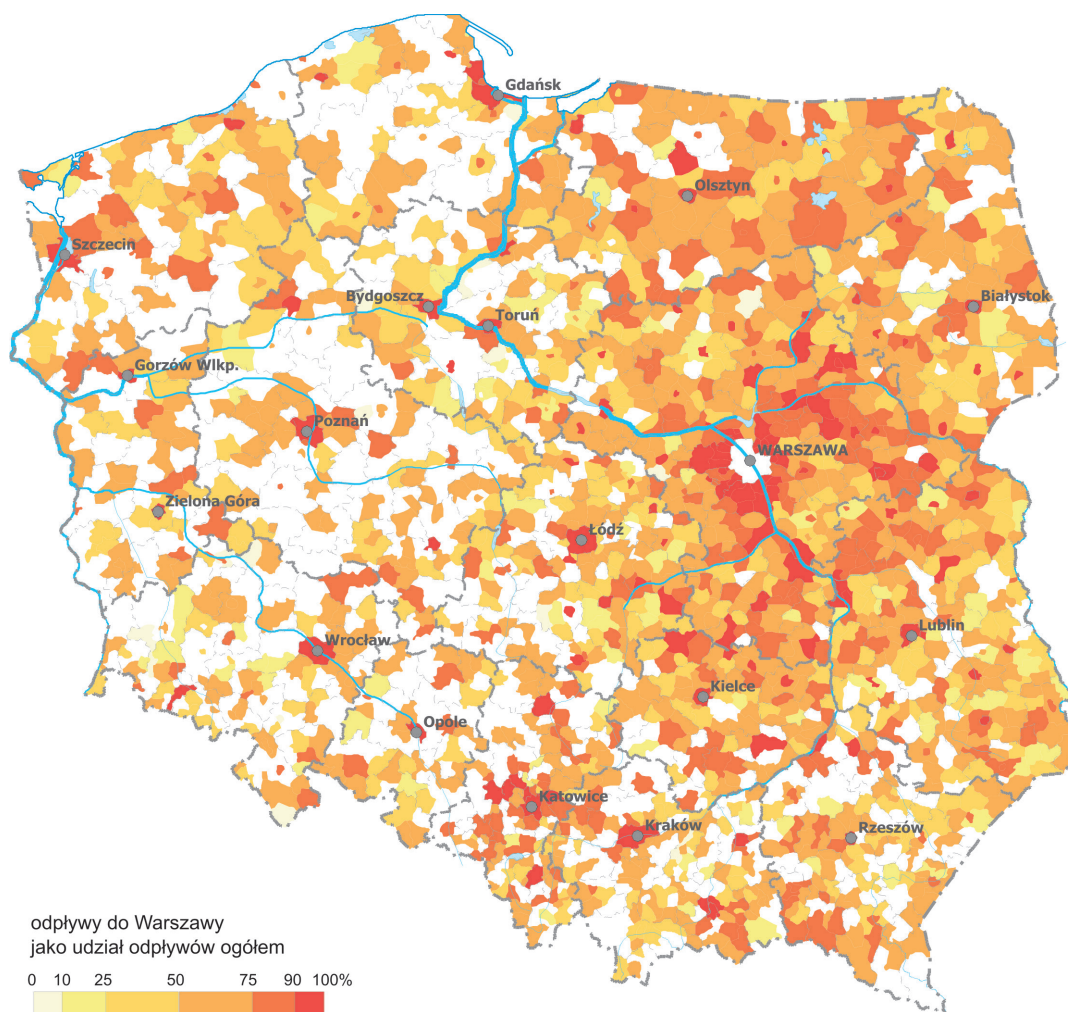 Gdańsk
Olsztyn
Szczecin
Bydgoszcz
Toruń
Białystok
Gorzów Wlkp.
Poznań
WARSZAWA
Zielona Góra
Łódź
Wrocław
Lublin
Kielce
Opole
Katowice
Kraków
Rzeszów
odpływy do Warszawy
jako udział odpływów ogółem
0 10 25 50 75 90 100%